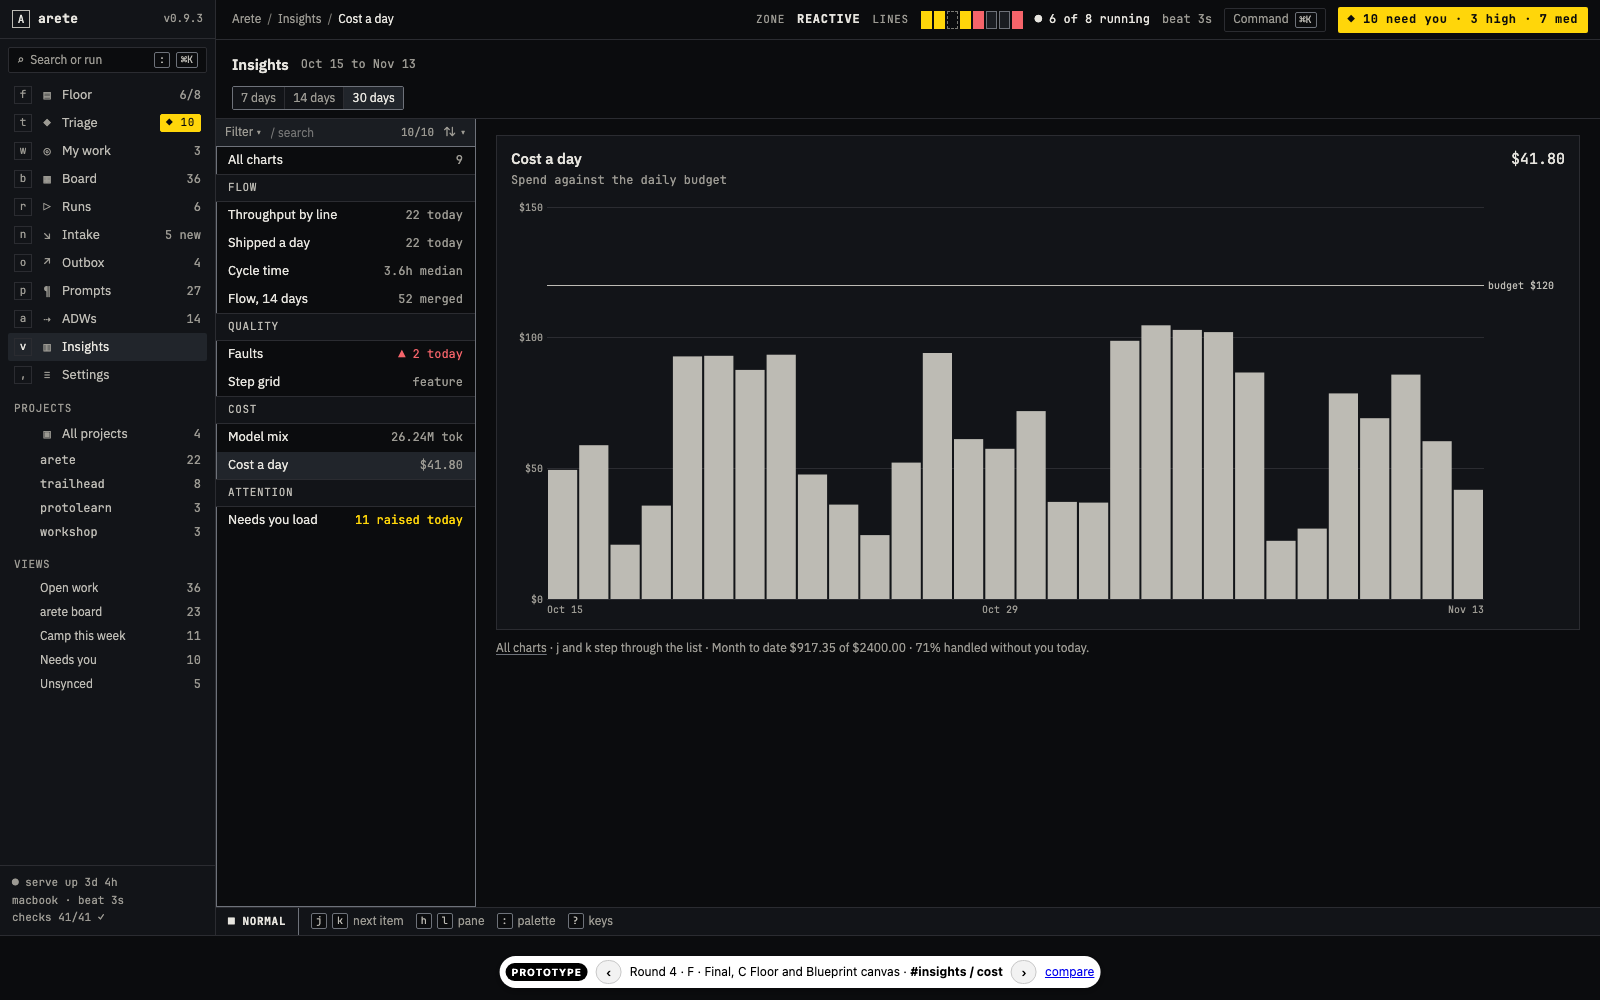 A arete v0.9.3
Search or run : ⌘K
f Floor 6/8
t Triage ◆ 10
w My work 3
b Board 36
r Runs 6
n Intake 5 new
o Outbox 4
p ¶ Prompts 27
a ADWs 14
v Insights
, Settings
PROJECTS
All projects 4
arete 22
trailhead 8
protolearn 3
workshop 3
VIEWS
Open work 36
arete board 23
Camp this week 11
Needs you 10
Unsynced 5
● serve up 3d 4h
macbook · beat 3s
checks 41/41 ✓
Arete / Insights / Cost a day
ZONE REACTIVE LINES ● 6 of 8 running beat 3s Command ⌘K ◆ 10 need you · 3 high · 7 med
Insights Oct 15 to Nov 13
7 days 14 days 30 days
Filter ▾ / search 10/10 ↑↓ ▾
All charts 9
FLOW
Throughput by line 22 today
Shipped a day 22 today
Cycle time 3.6h median
Flow, 14 days 52 merged
QUALITY
Faults ▲ 2 today
Step grid feature
COST
Model mix 26.24M tok
Cost a day $41.80
ATTENTION
Needs you load 11 raised today
Cost a day $41.80
Spend against the daily budget
$150
budget $120
$100
$50
$0
Oct 15 Oct 29 Nov 13
All charts · j and k step through the list · Month to date $917.35 of $2400.00 · 71% handled without you today.
■ NORMAL j k next item h l pane : palette ? keys
PROTOTYPE ‹ Round 4 · F · Final, C Floor and Blueprint canvas · #insights / cost › compare